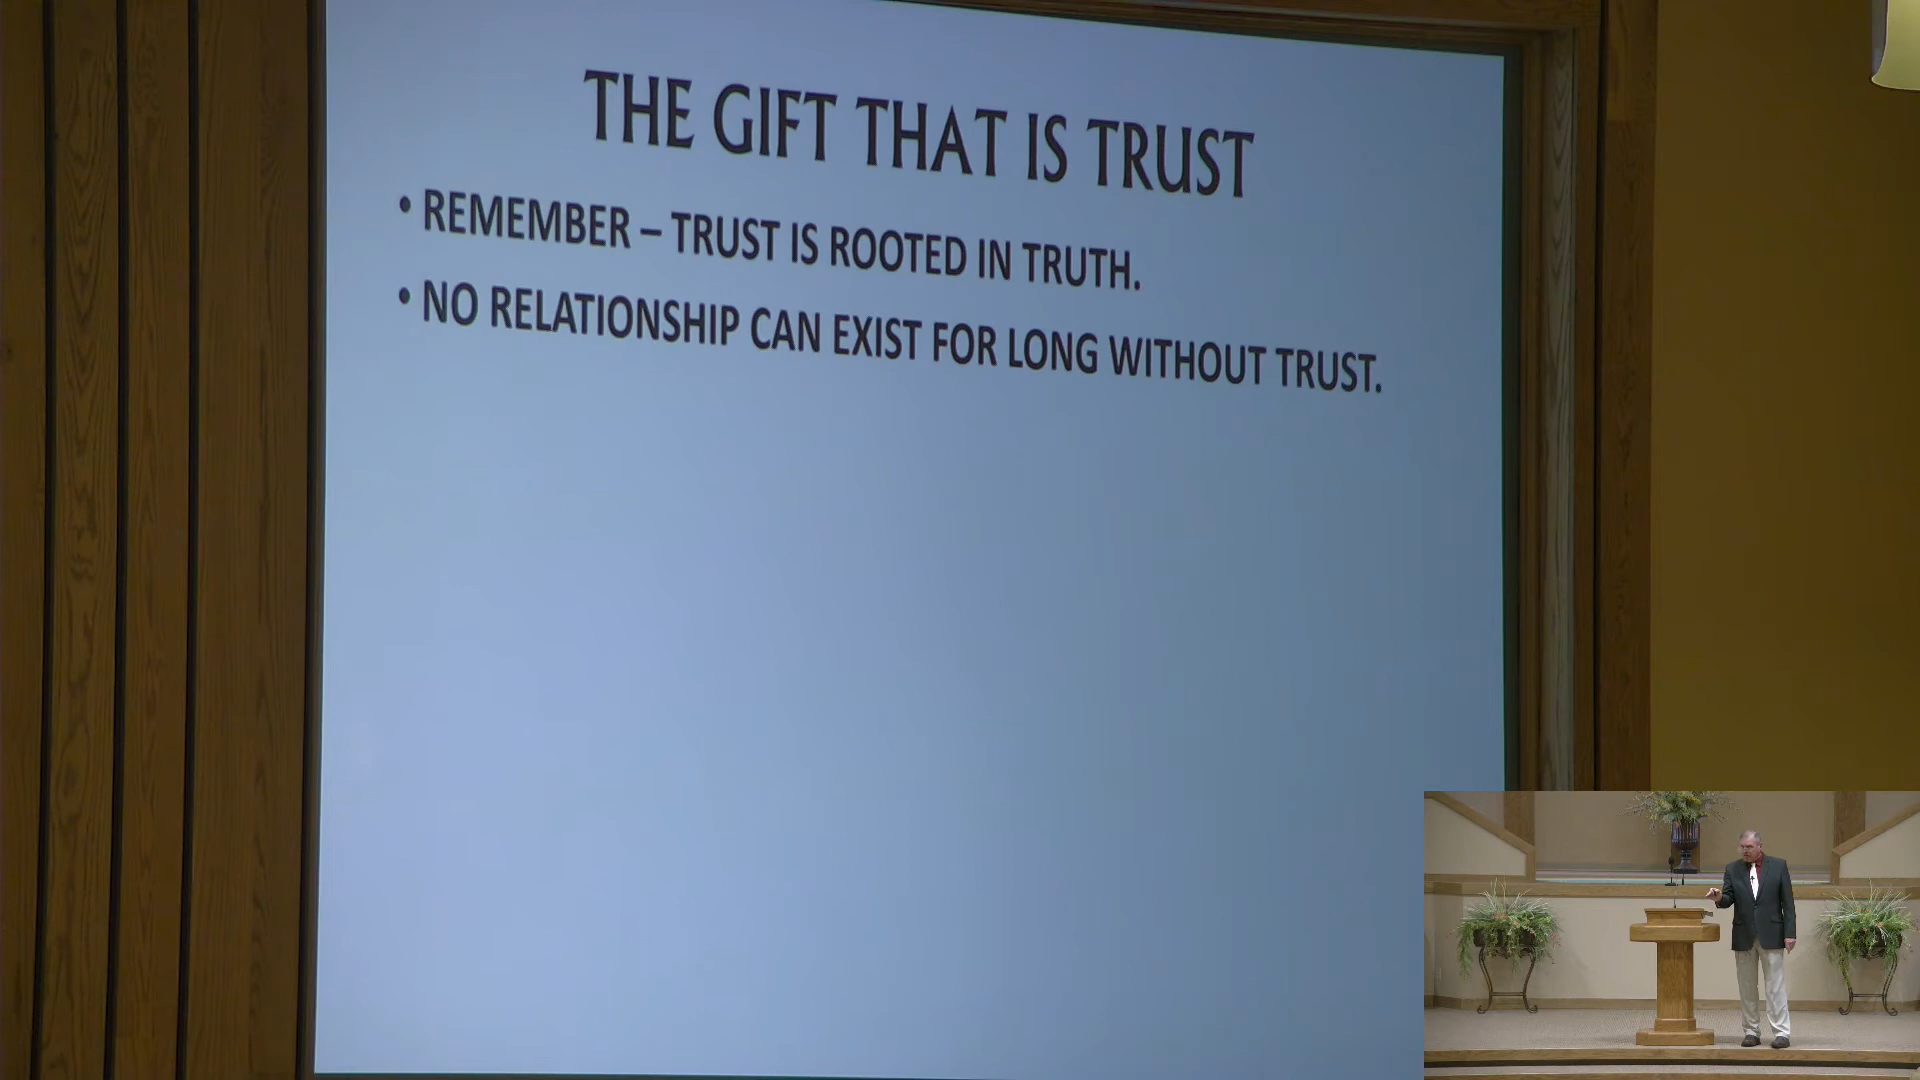 THE GIFT THAT IS TRUST
• REMEMBER – TRUST IS ROOTED IN TRUTH.
• NO RELATIONSHIP CAN EXIST FOR LONG WITHOUT TRUST.